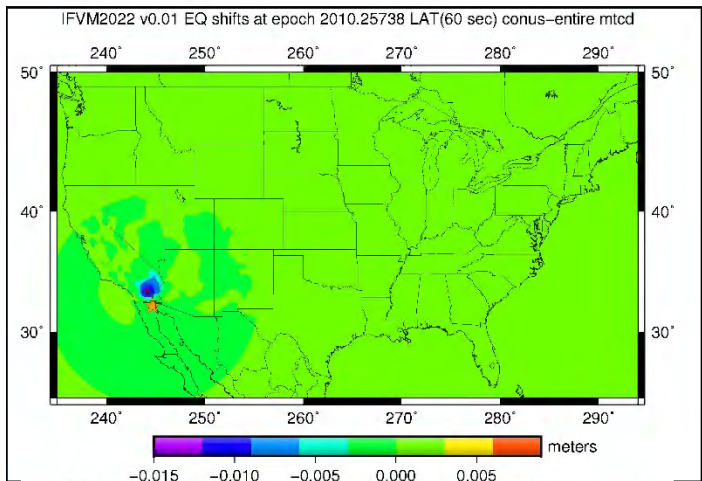 IFVM2022 v0.01 EQ shifts at epoch 2010.25738 LAT(60 sec) conus−entire mtcd
240˚ 250˚ 260˚ 270˚ 280˚ 290˚
50˚ 50˚
40˚ 40˚
30˚ 30˚
240˚ 250˚ 260˚ 270˚ 280˚ 290˚
meters
−0.015 −0.010 −0.005 0.000 0.005